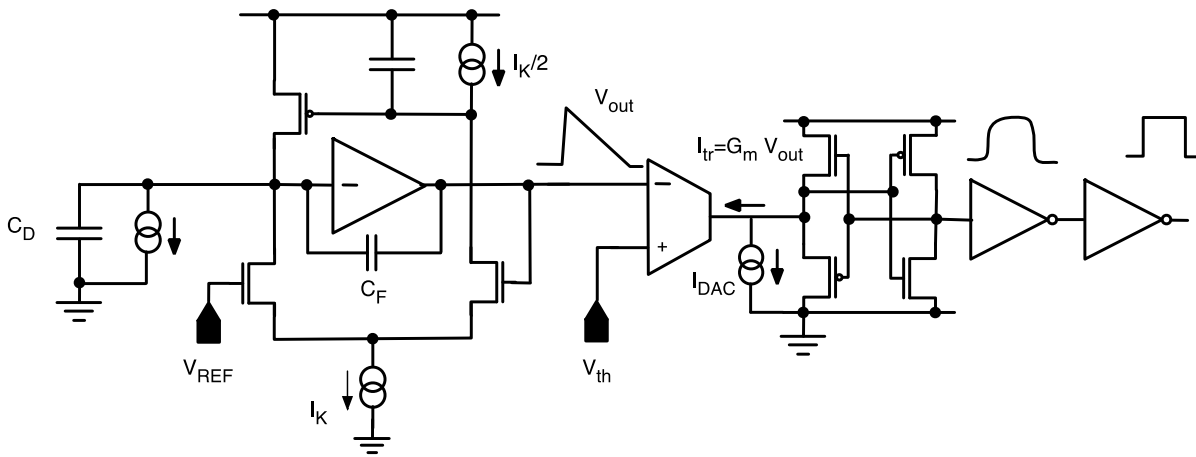 I_K/2
V_out
I_tr=G_m V_out
C_D
−
C_F
−
+
I_DAC
V_REF
V_th
I_K